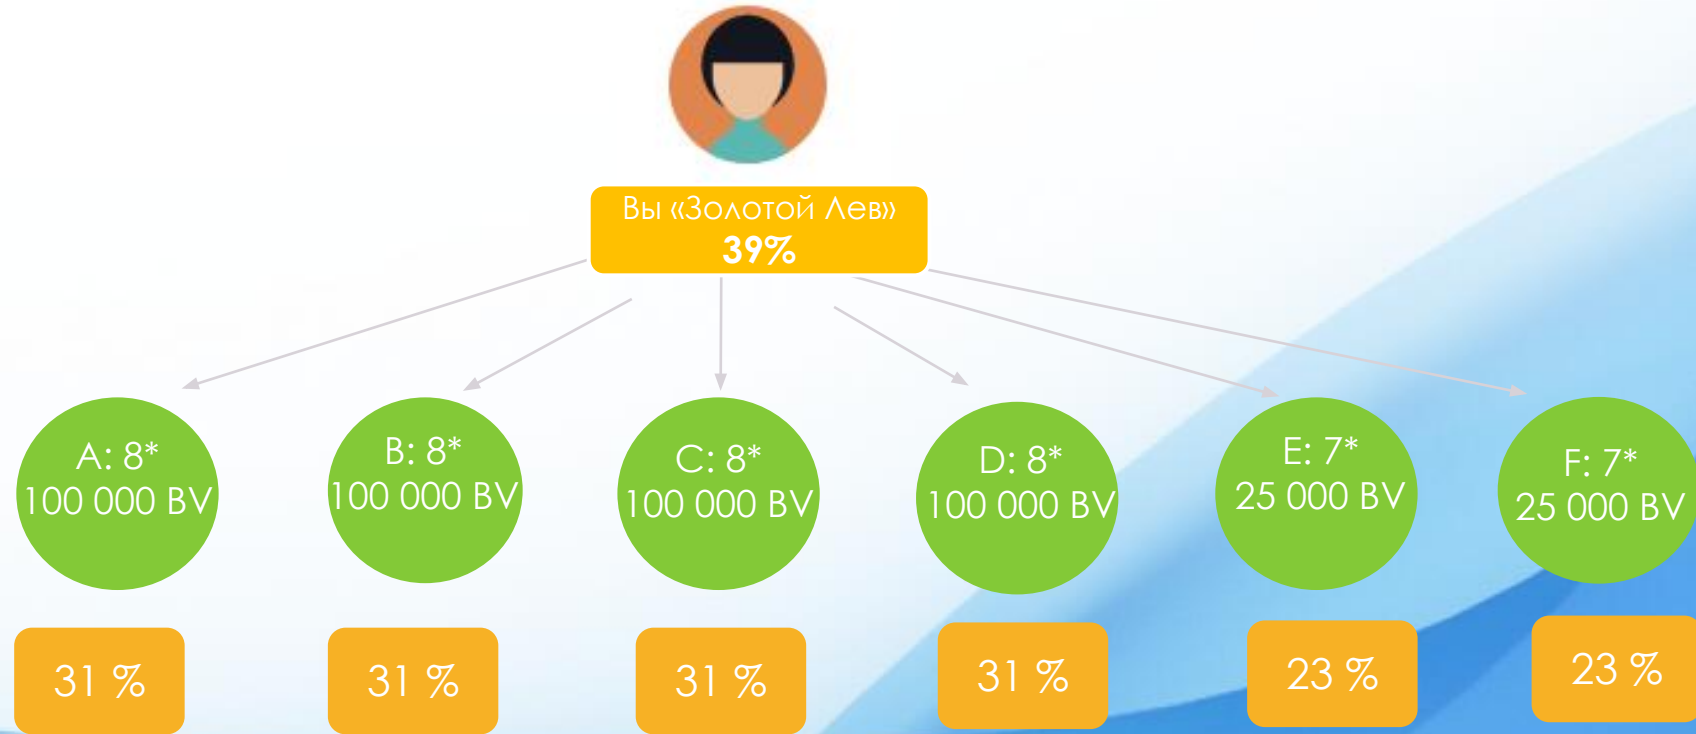 Вы «Золотой Лев»
39%
A: 8*
100 000 BV
B: 8*
100 000 BV
C: 8*
100 000 BV
D: 8*
100 000 BV
E: 7*
25 000 BV
F: 7*
25 000 BV
31 %
31 %
31 %
31 %
23 %
23 %